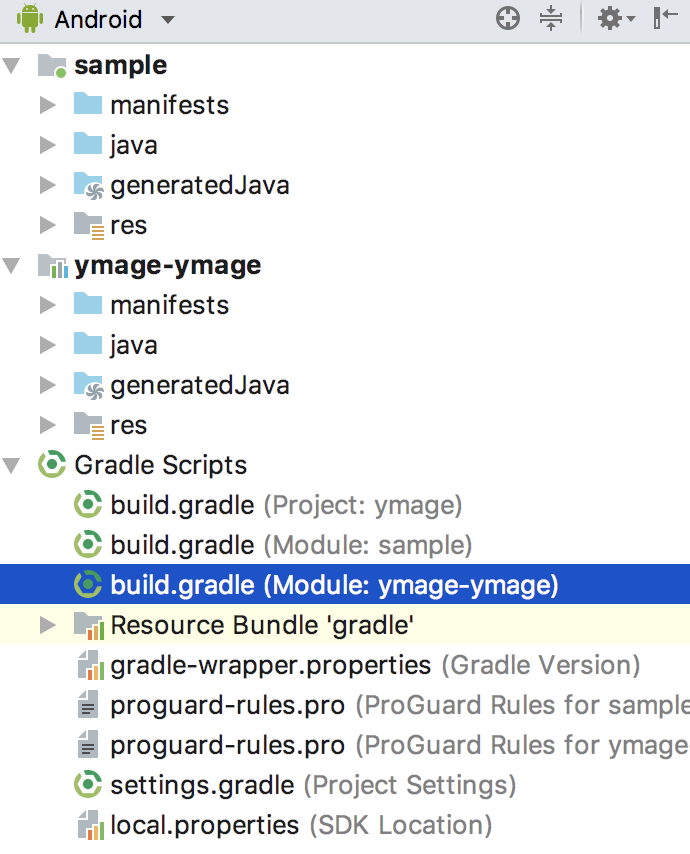 Android
sample
manifests
java
generatedJava
res
ymage-ymage
manifests
java
generatedJava
res
Gradle Scripts
build.gradle (Project: ymage)
build.gradle (Module: sample)
build.gradle (Module: ymage-ymage)
Resource Bundle 'gradle'
gradle-wrapper.properties (Gradle Version)
proguard-rules.pro (ProGuard Rules for sample
proguard-rules.pro (ProGuard Rules for ymage
settings.gradle (Project Settings)
local.properties (SDK Location)